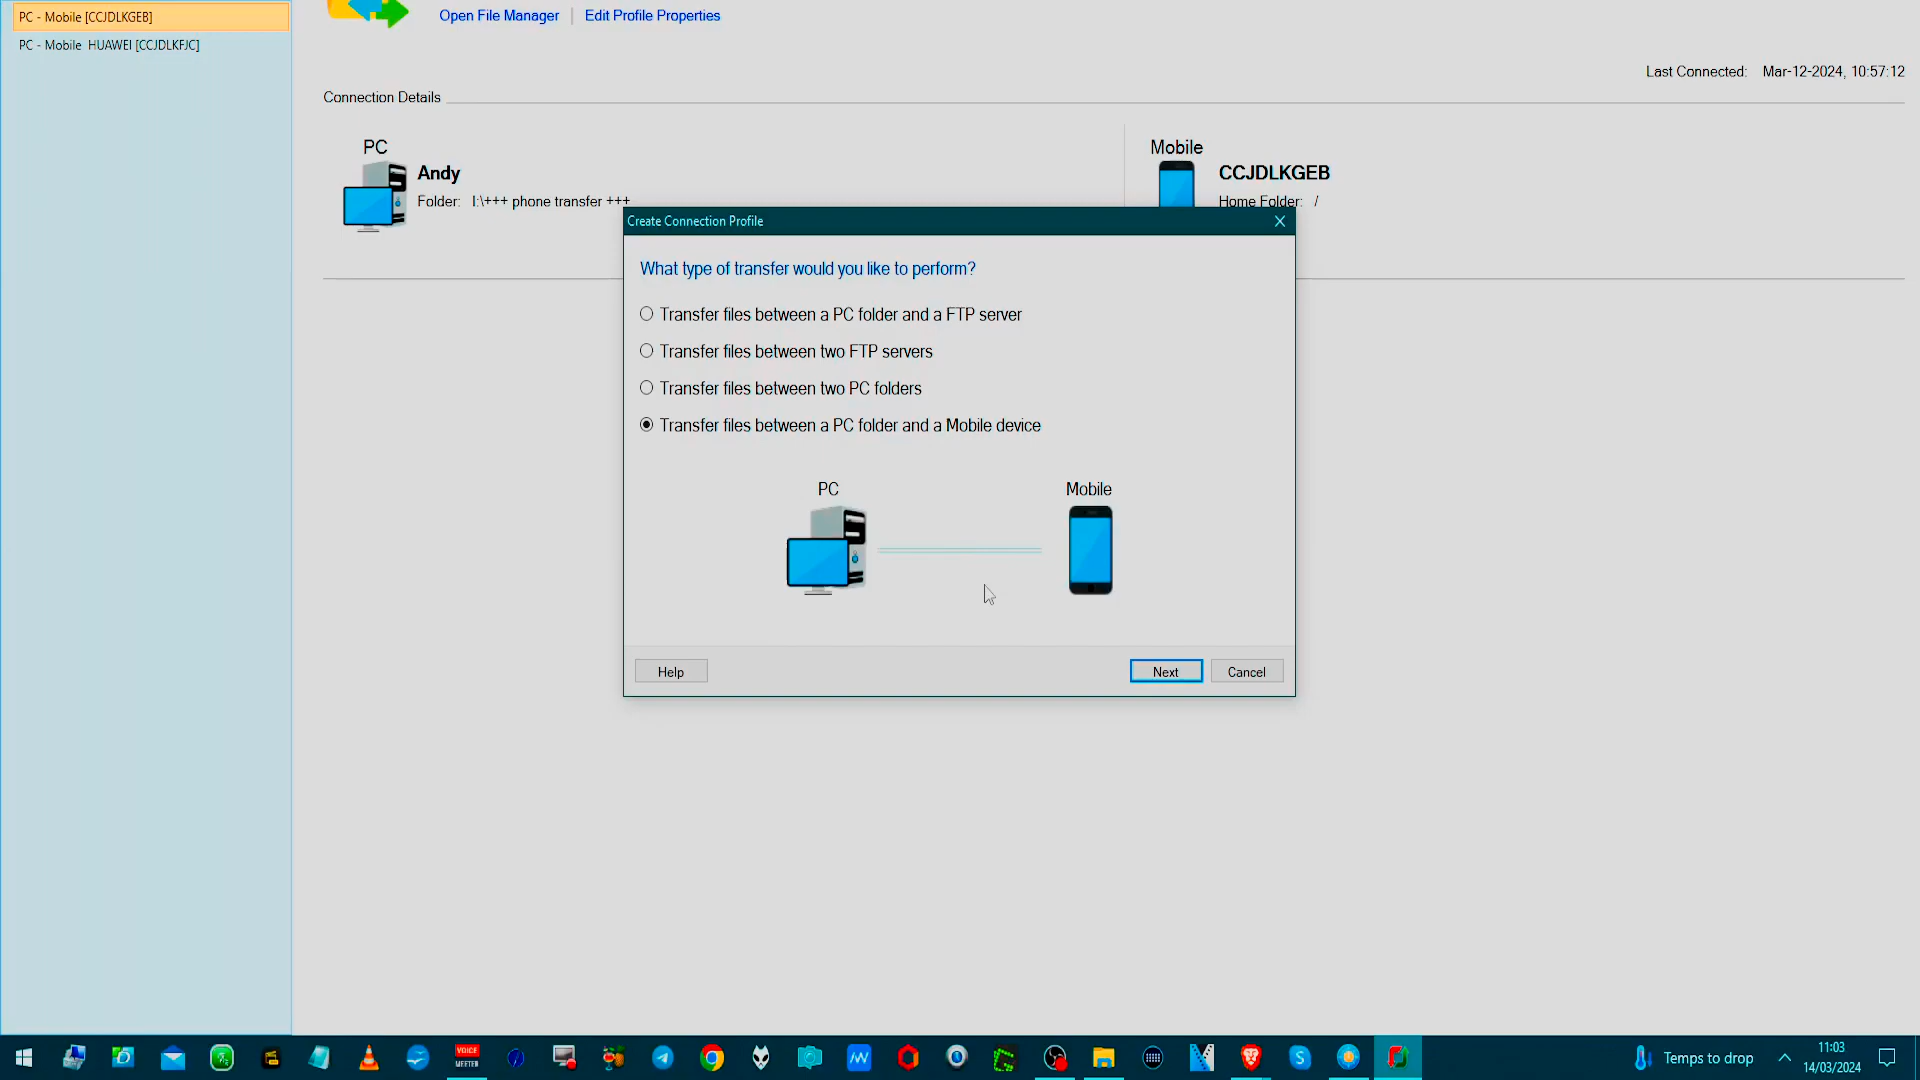 PC - Mobile [CCJDLKGEB]
PC - Mobile  HUAWEI [CCJDLKFJC]
Open File Manager
Edit Profile Properties
Last Connected: Mar-12-2024, 10:57:12
Connection Details
PC
Andy
Folder: I:\+++ phone transfer +++
Mobile
CCJDLKGEB
Home Folder: /
Create Connection Profile
What type of transfer would you like to perform?
Transfer files between a PC folder and a FTP server
Transfer files between two FTP servers
Transfer files between two PC folders
Transfer files between a PC folder and a Mobile device
PC
Mobile
Help
Next
Cancel
VOICE
MEETER
Temps to drop
11:03
14/03/2024